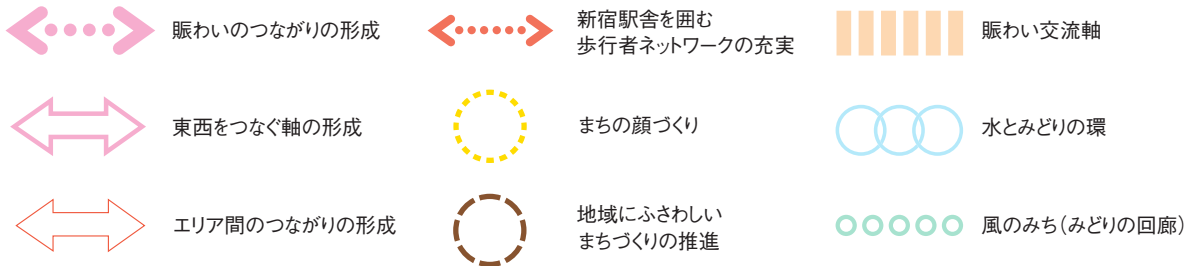 賑わいのつながりの形成
新宿駅舎を囲む
歩行者ネットワークの充実
賑わい交流軸
東西をつなぐ軸の形成
まちの顔づくり
水とみどりの環
エリア間のつながりの形成
地域にふさわしい
まちづくりの推進
風のみち(みどりの回廊)